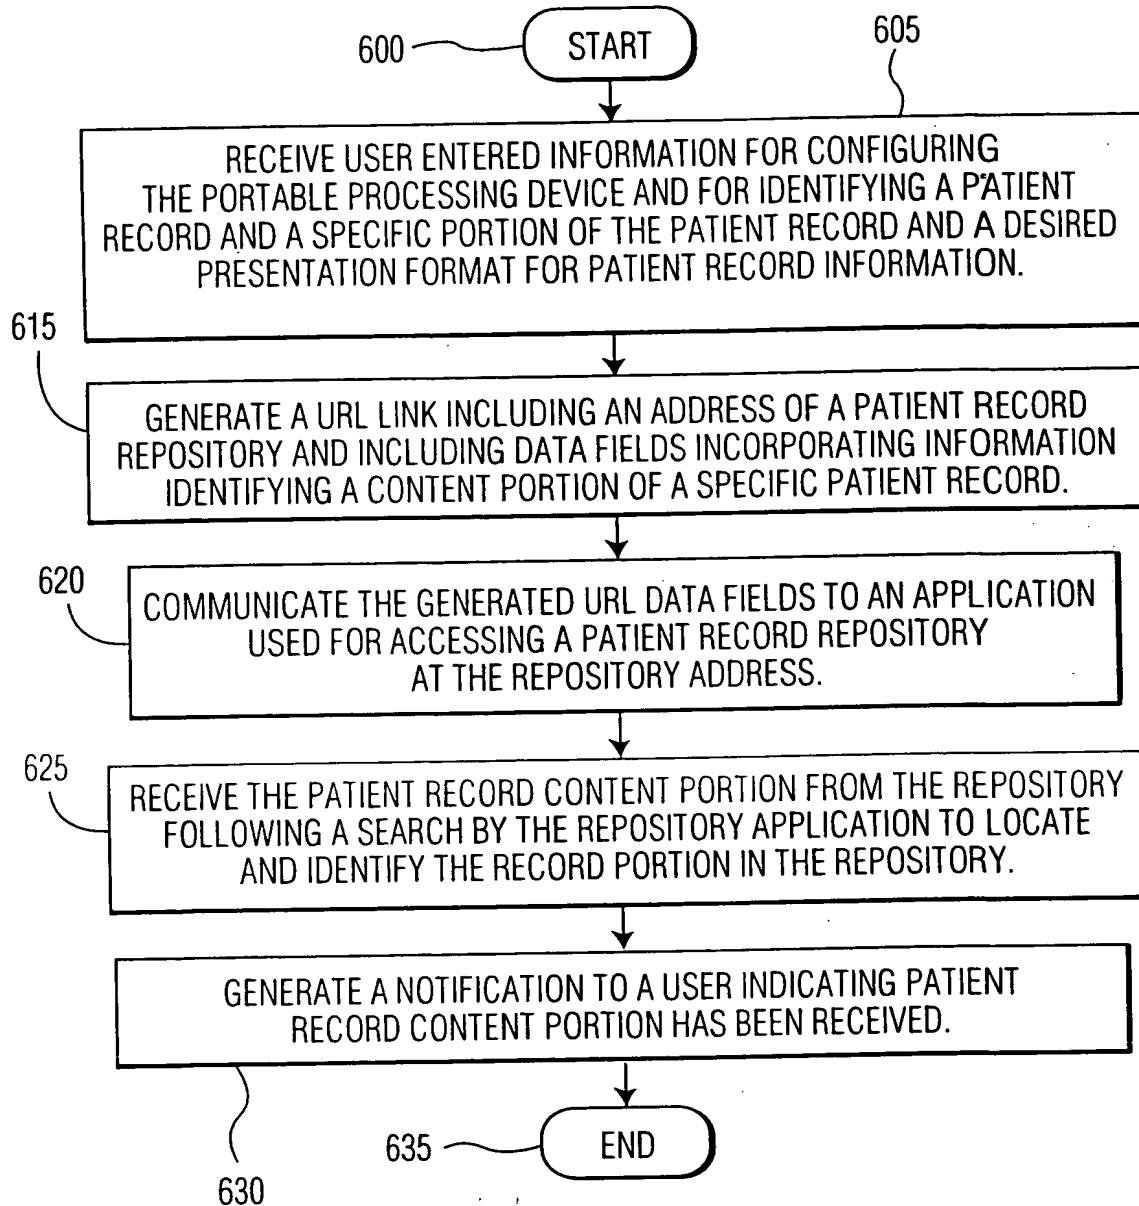 600
START
605
RECEIVE USER ENTERED INFORMATION FOR CONFIGURING
THE PORTABLE PROCESSING DEVICE AND FOR IDENTIFYING A PATIENT
RECORD AND A SPECIFIC PORTION OF THE PATIENT RECORD AND A DESIRED
PRESENTATION FORMAT FOR PATIENT RECORD INFORMATION.
615
GENERATE A URL LINK INCLUDING AN ADDRESS OF A PATIENT RECORD
REPOSITORY AND INCLUDING DATA FIELDS INCORPORATING INFORMATION
IDENTIFYING A CONTENT PORTION OF A SPECIFIC PATIENT RECORD.
620
COMMUNICATE THE GENERATED URL DATA FIELDS TO AN APPLICATION
USED FOR ACCESSING A PATIENT RECORD REPOSITORY
AT THE REPOSITORY ADDRESS.
625
RECEIVE THE PATIENT RECORD CONTENT PORTION FROM THE REPOSITORY
FOLLOWING A SEARCH BY THE REPOSITORY APPLICATION TO LOCATE
AND IDENTIFY THE RECORD PORTION IN THE REPOSITORY.
GENERATE A NOTIFICATION TO A USER INDICATING PATIENT
RECORD CONTENT PORTION HAS BEEN RECEIVED.
630
635
END